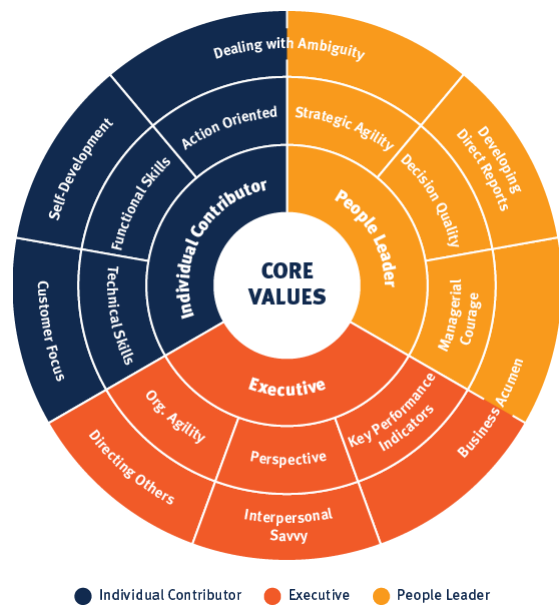 Dealing with Ambiguity
Self-Development
Action Oriented
Strategic Agility
Developing
Direct Reports
Functional Skills
Decision Quality
Individual Contributor
People Leader
CORE
VALUES
Customer Focus
Technical Skills
Managerial
Courage
Business Acumen
Executive
Org. Agility
Key Performance
Indicators
Perspective
Directing Others
Interpersonal
Savvy
Individual Contributor
Executive
People Leader